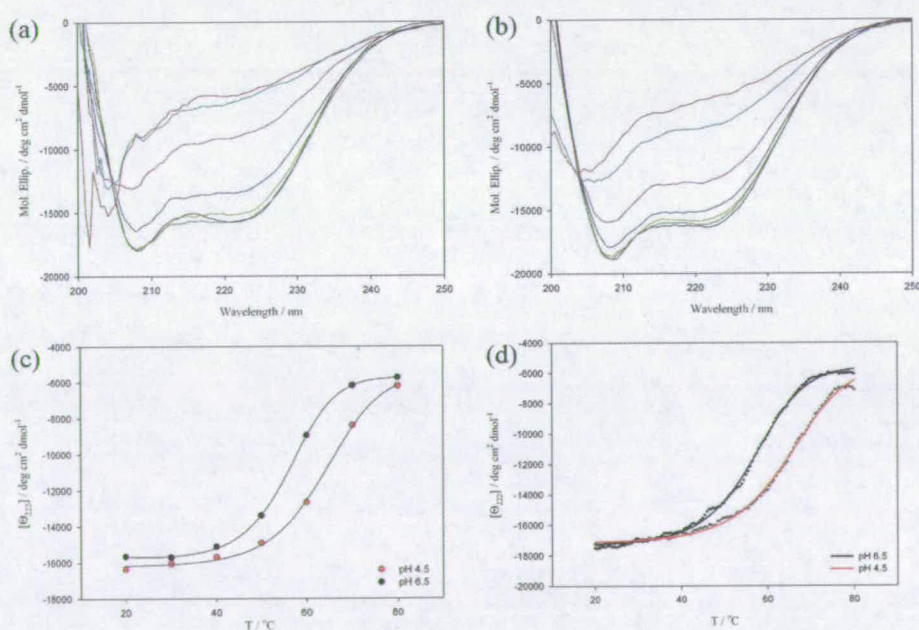 (a)
0
-5000
-10000
-15000
-20000
Mol. Ellip. / deg cm² dmol⁻¹
200 210 220 230 240 250
Wavelength / nm
(b)
0
-5000
-10000
-15000
-20000
Mol. Ellip. / deg cm² dmol⁻¹
200 210 220 230 240 250
Wavelength / nm
(c)
-4000
-6000
-8000
-10000
-12000
-14000
-16000
-18000
[Θ₂₂₂] / deg cm² dmol⁻¹
20 30 40 50 60 70 80
pH 4.5
pH 6.5
T / °C
(d)
-4000
-6000
-8000
-10000
-12000
-14000
-16000
-18000
-20000
[Θ₂₂₂] / deg cm² dmol⁻¹
20 40 60 80
pH 6.5
pH 4.5
T / °C